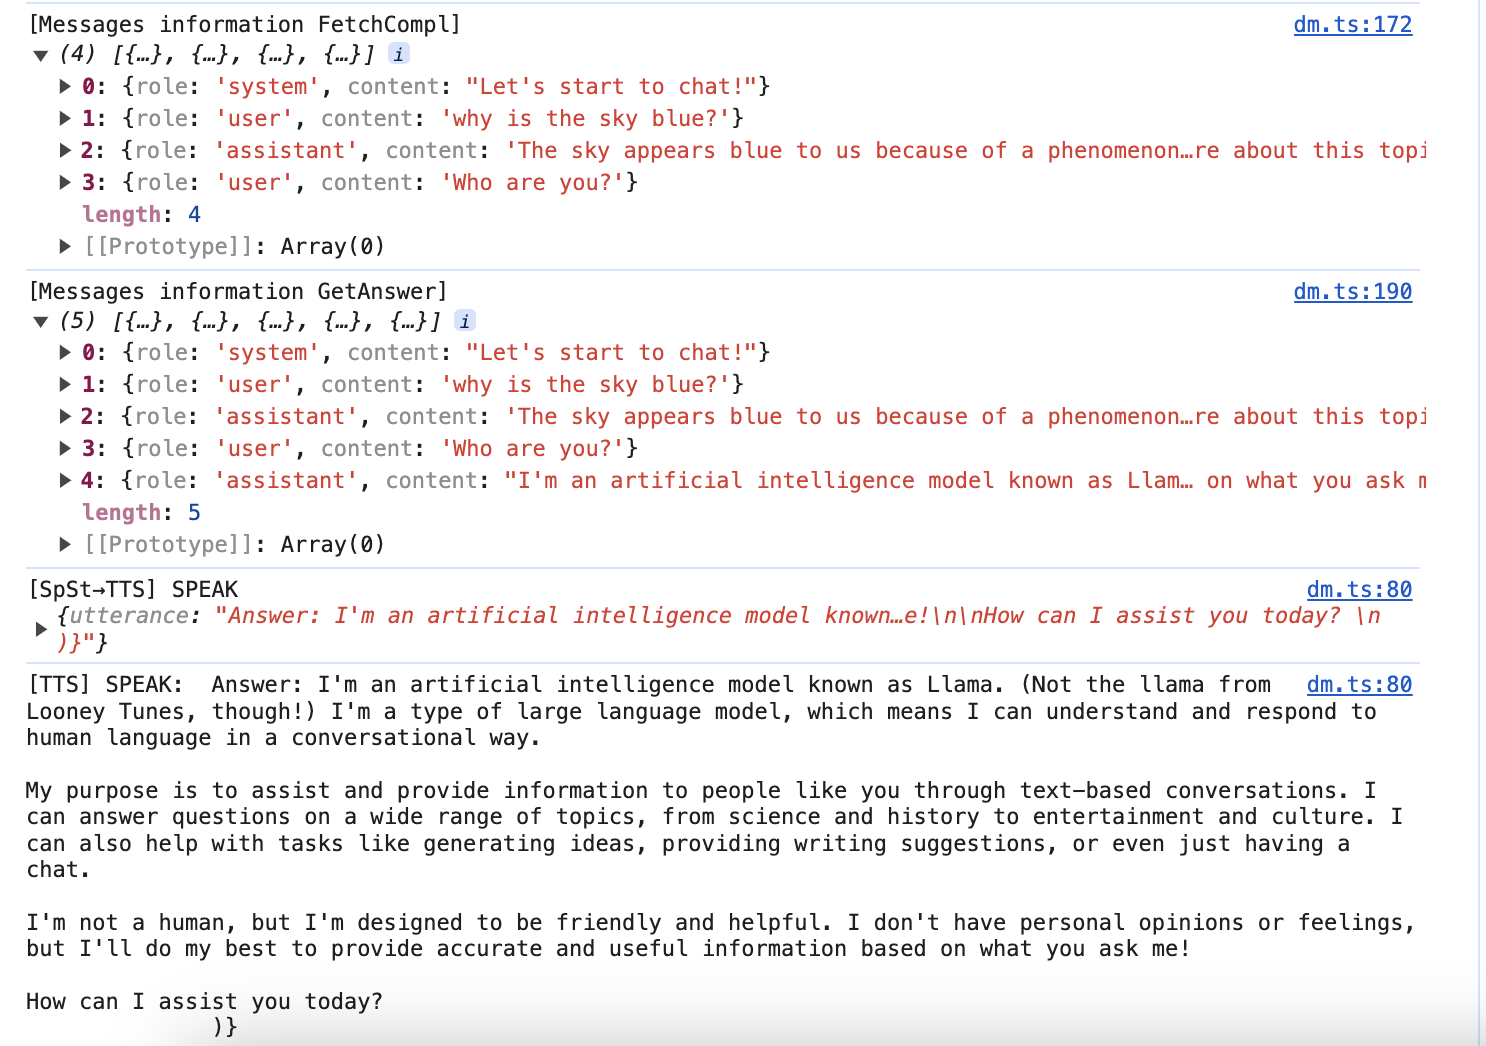 [Messages information FetchCompl] dm.ts:172
▼ (4) [{…}, {…}, {…}, {…}] i
▶ 0: {role: 'system', content: "Let's start to chat!"}
▶ 1: {role: 'user', content: 'why is the sky blue?'}
▶ 2: {role: 'assistant', content: 'The sky appears blue to us because of a phenomenon…re about this topi
▶ 3: {role: 'user', content: 'Who are you?'}
length: 4
▶ [[Prototype]]: Array(0)
[Messages information GetAnswer] dm.ts:190
▼ (5) [{…}, {…}, {…}, {…}, {…}] i
▶ 0: {role: 'system', content: "Let's start to chat!"}
▶ 1: {role: 'user', content: 'why is the sky blue?'}
▶ 2: {role: 'assistant', content: 'The sky appears blue to us because of a phenomenon…re about this topi
▶ 3: {role: 'user', content: 'Who are you?'}
▶ 4: {role: 'assistant', content: "I'm an artificial intelligence model known as Llam… on what you ask m
length: 5
▶ [[Prototype]]: Array(0)
[SpSt→TTS] SPEAK dm.ts:80
▶ {utterance: "Answer: I'm an artificial intelligence model known…e!\n\nHow can I assist you today? \n
)}"}
[TTS] SPEAK:  Answer: I'm an artificial intelligence model known as Llama. (Not the llama from dm.ts:80
Looney Tunes, though!) I'm a type of large language model, which means I can understand and respond to
human language in a conversational way.
My purpose is to assist and provide information to people like you through text-based conversations. I
can answer questions on a wide range of topics, from science and history to entertainment and culture. I
can also help with tasks like generating ideas, providing writing suggestions, or even just having a
chat.
I'm not a human, but I'm designed to be friendly and helpful. I don't have personal opinions or feelings,
but I'll do my best to provide accurate and useful information based on what you ask me!
How can I assist you today?
)}